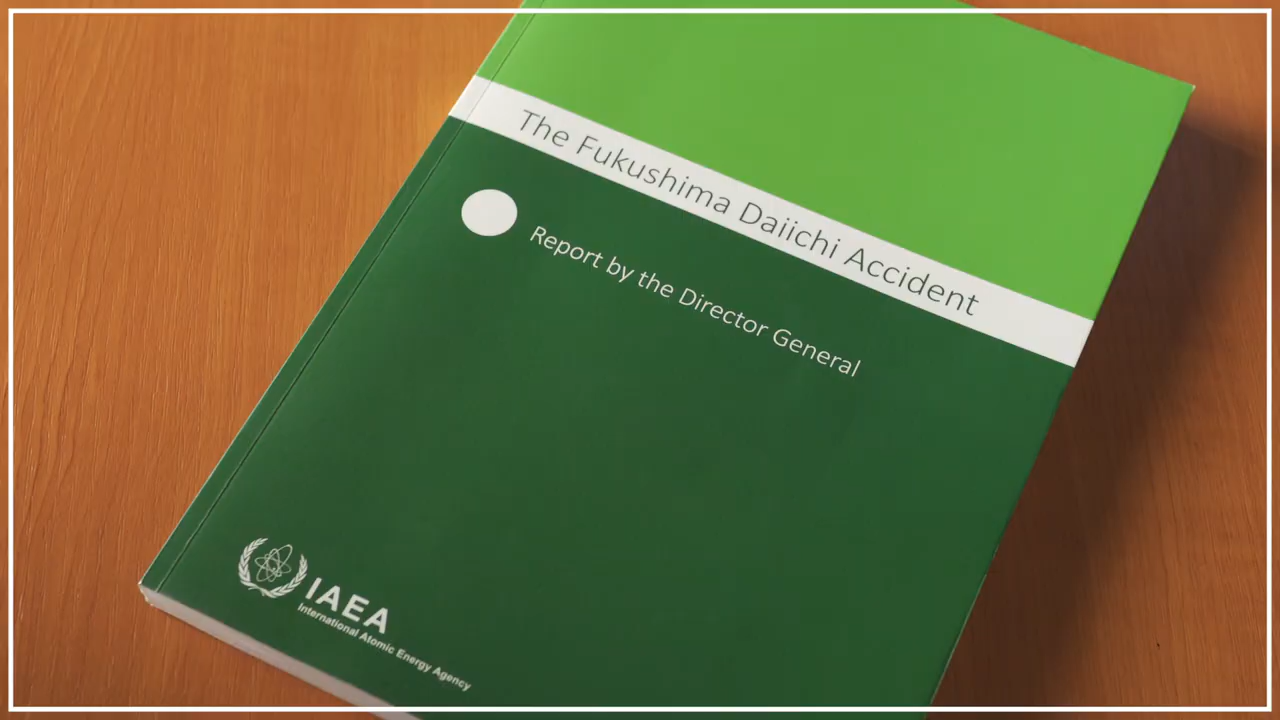 The Fukushima Daiichi Accident
Report by the Director General
IAEA
International Atomic Energy Agency